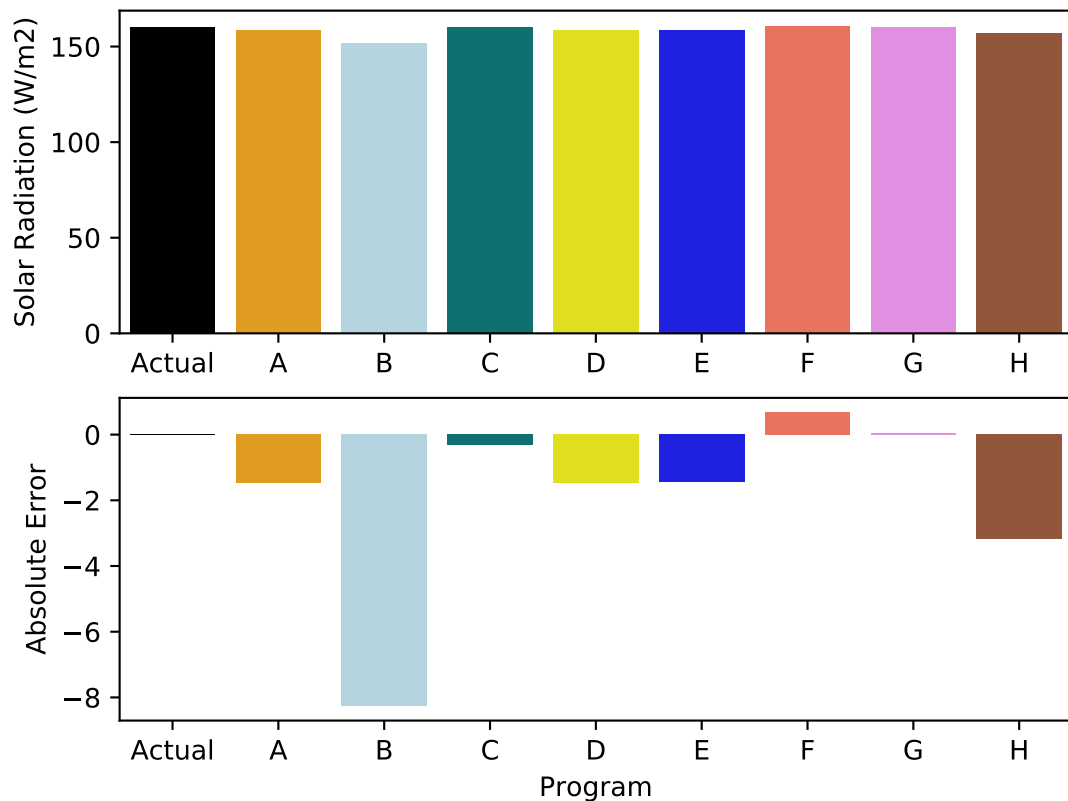 Solar Radiation (W/m2)
150
100
50
0
Actual A B C D E F G H
Absolute Error
0
−2
−4
−6
−8
Actual A B C D E F G H
Program